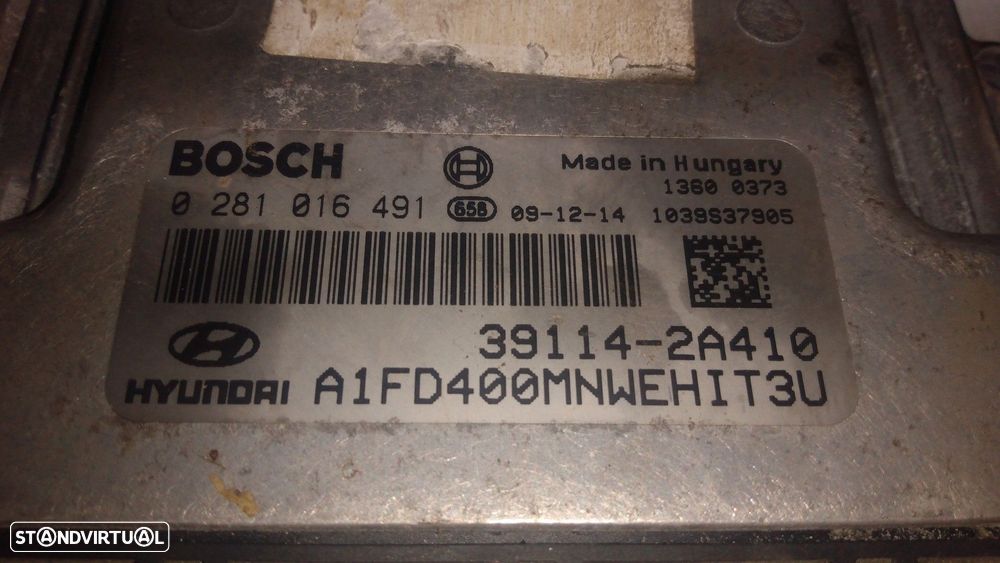 BOSCH Made in Hungary
1360 0373
0 281 016 491 656 09-12-14 1039S37905
39114-2A410
HYUNDAI A1FD400MNWEHIT3U
STANDVIRTUAL